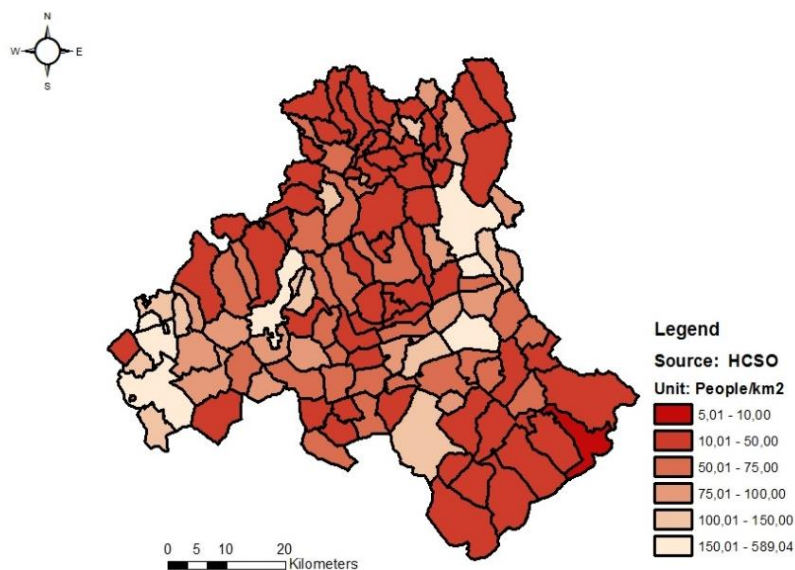 N
W E
S
Legend
Source: HCSO
Unit: People/km2
5,01 - 10,00
10,01 - 50,00
50,01 - 75,00
75,01 - 100,00
100,01 - 150,00
150,01 - 589,04
0 5 10 20
Kilometers